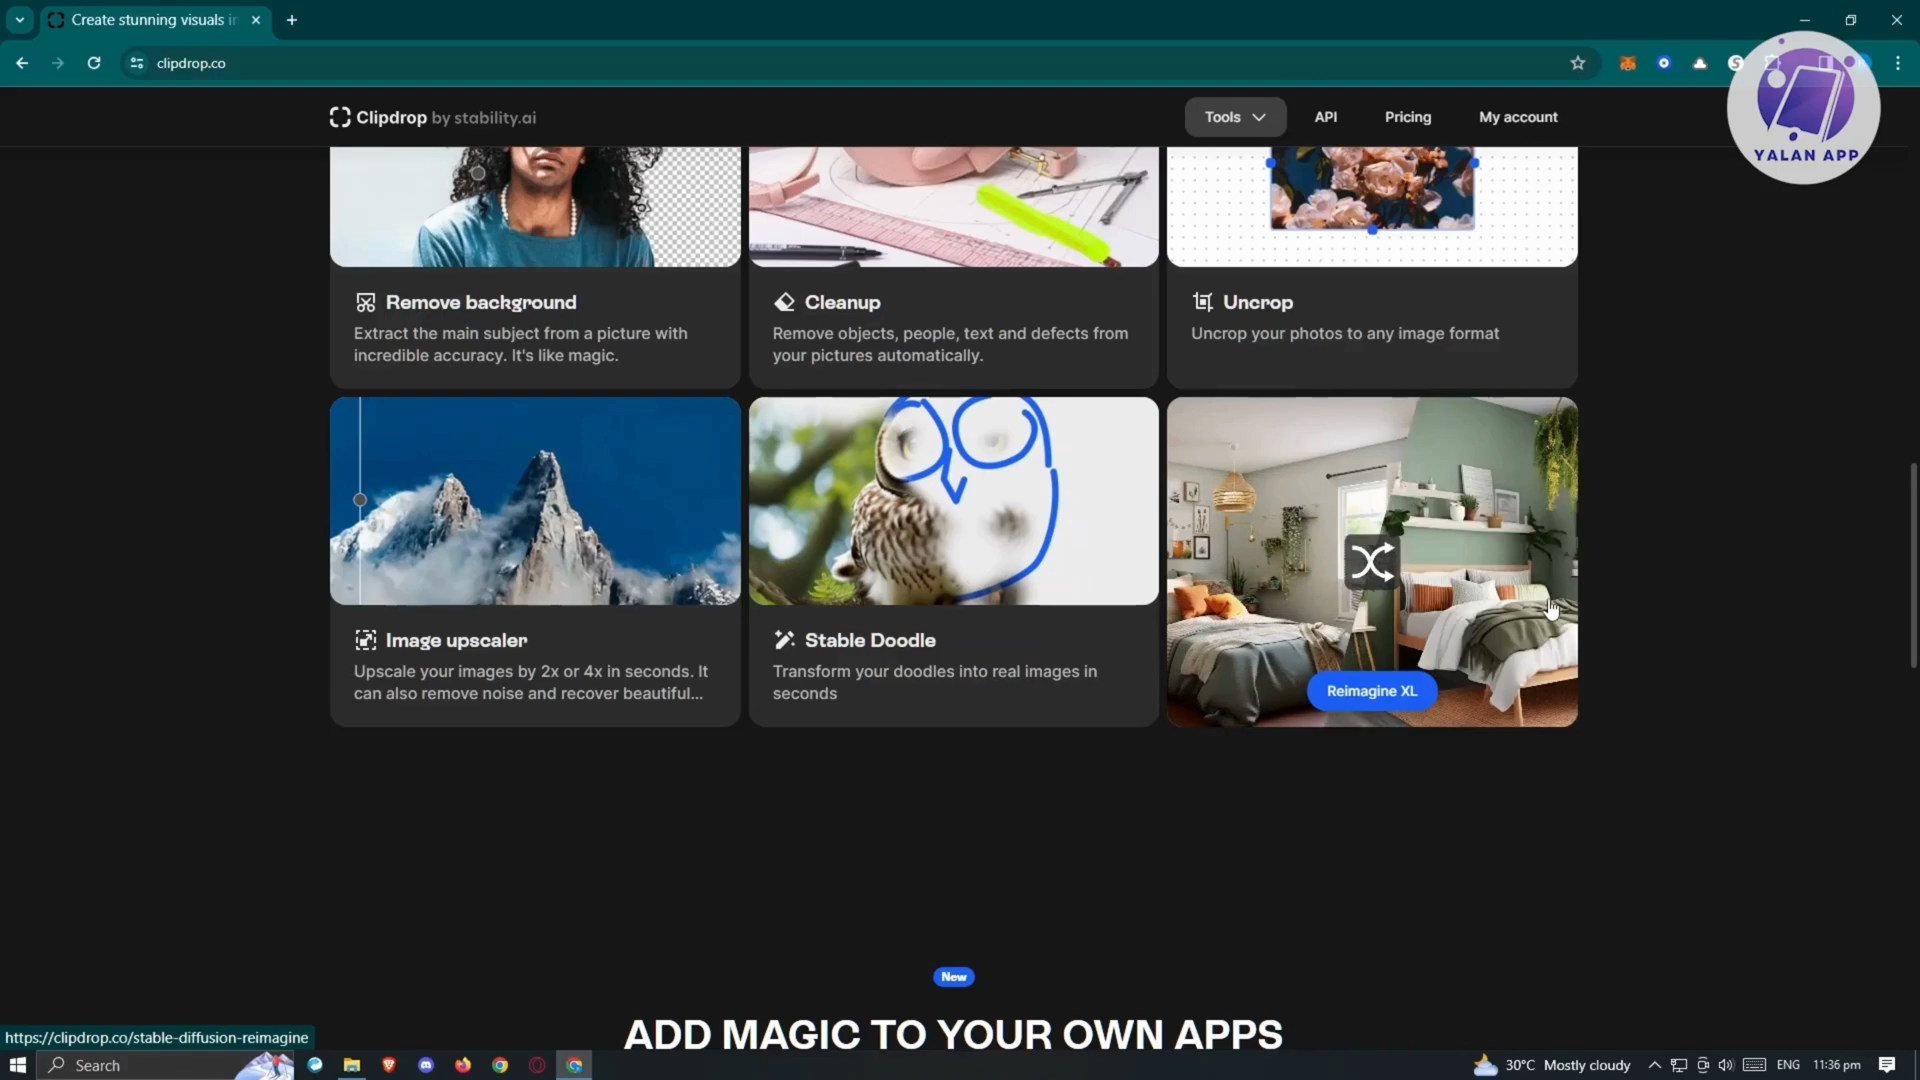 Create stunning visuals in
clipdrop.co
YALAN APP
Clipdrop by stability.ai
Tools
API
Pricing
My account
Remove background
Extract the main subject from a picture with
incredible accuracy. It's like magic.
Cleanup
Remove objects, people, text and defects from
your pictures automatically.
Uncrop
Uncrop your photos to any image format
Image upscaler
Upscale your images by 2x or 4x in seconds. It
can also remove noise and recover beautiful...
Stable Doodle
Transform your doodles into real images in
seconds
Reimagine XL
New
ADD MAGIC TO YOUR OWN APPS
https://clipdrop.co/stable-diffusion-reimagine
Search
30°C Mostly cloudy
ENG
11:36 pm